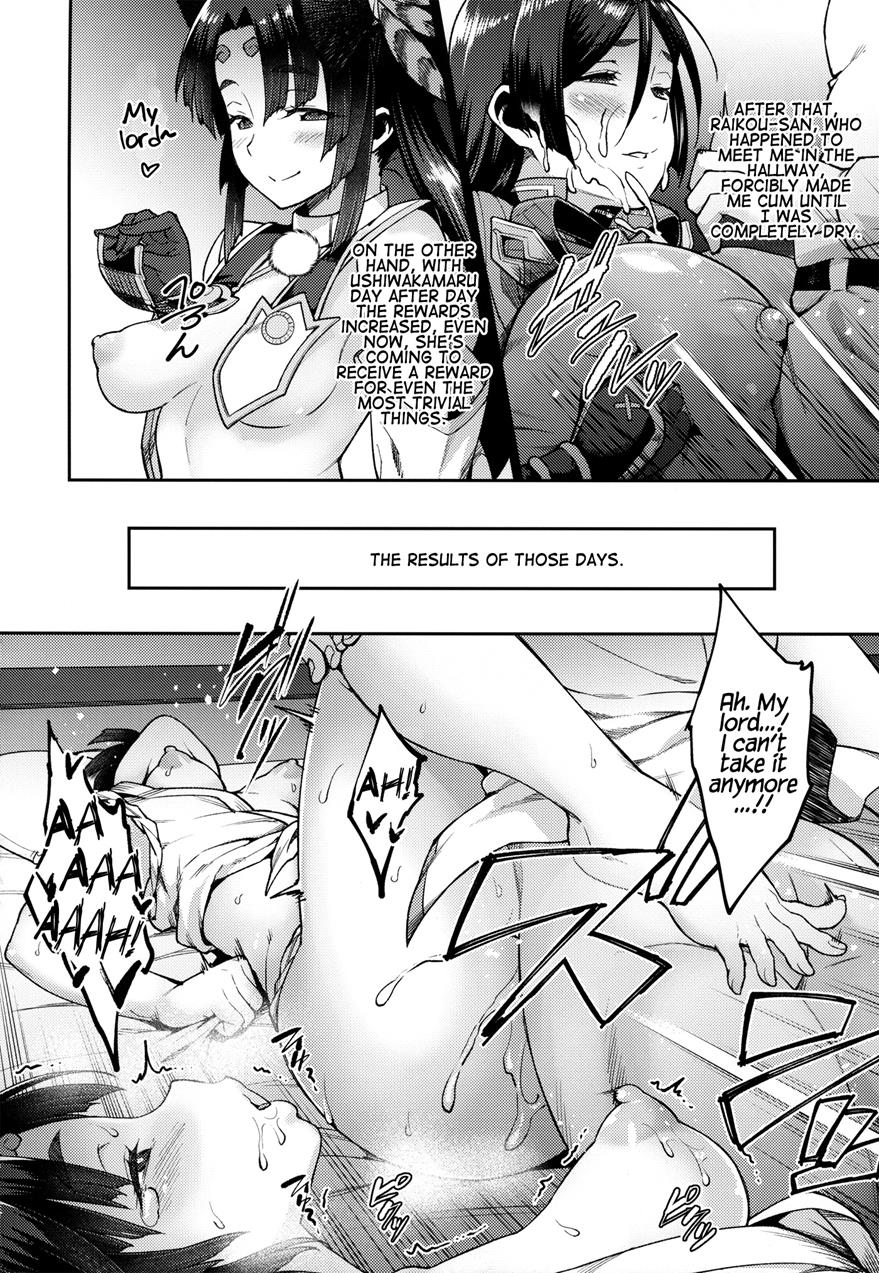 AFTER THAT,
RAIKOU-SAN, WHO
HAPPENED TO
MEET ME IN THE
HALLWAY,
FORCIBLY MADE
ME CUM UNTIL
I WAS
COMPLETELY DRY.
My
lord~
♡
ON THE OTHER
HAND, WITH
USHIWAKAMARU
DAY AFTER DAY
THE REWARDS
INCREASED, EVEN
NOW, SHE'S
COMING TO
RECEIVE A REWARD
FOR EVEN THE
MOST TRIVIAL
THINGS.
THE RESULTS OF THOSE DAYS.
Ah. My
lord...!
I can't
take it
anymore
...!!
AH!
AA
AAA
AAAH!